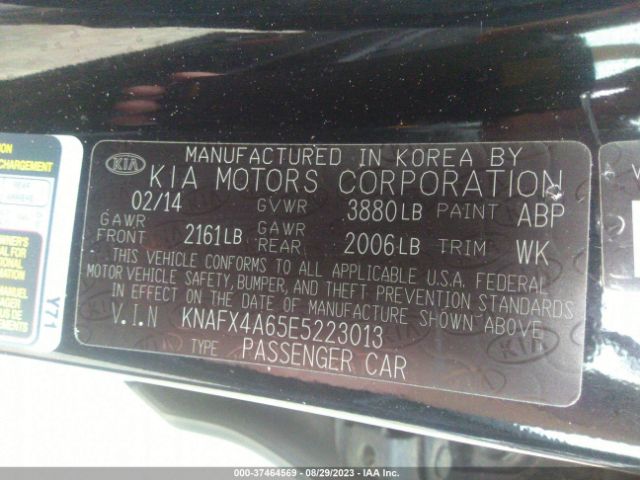 MANUFACTURED IN KOREA BY
KIA KIA MOTORS CORPORATION
02/14 GVWR 3880LB PAINT ABP
GAWR FRONT 2161LB GAWR REAR 2006LB TRIM WK
THIS VEHICLE CONFORMS TO ALL APPLICABLE U.S.A. FEDERAL
MOTOR VEHICLE SAFETY, BUMPER, AND THEFT PREVENTION STANDARDS
IN EFFECT ON THE DATE OF MANUFACTURE SHOWN ABOVE
V.I.N KNAFX4A65E5223013
TYPE PASSENGER CAR
CHARGEMENT
REAR
Y71
000-37464569 - 08/29/2023 - IAA Inc.